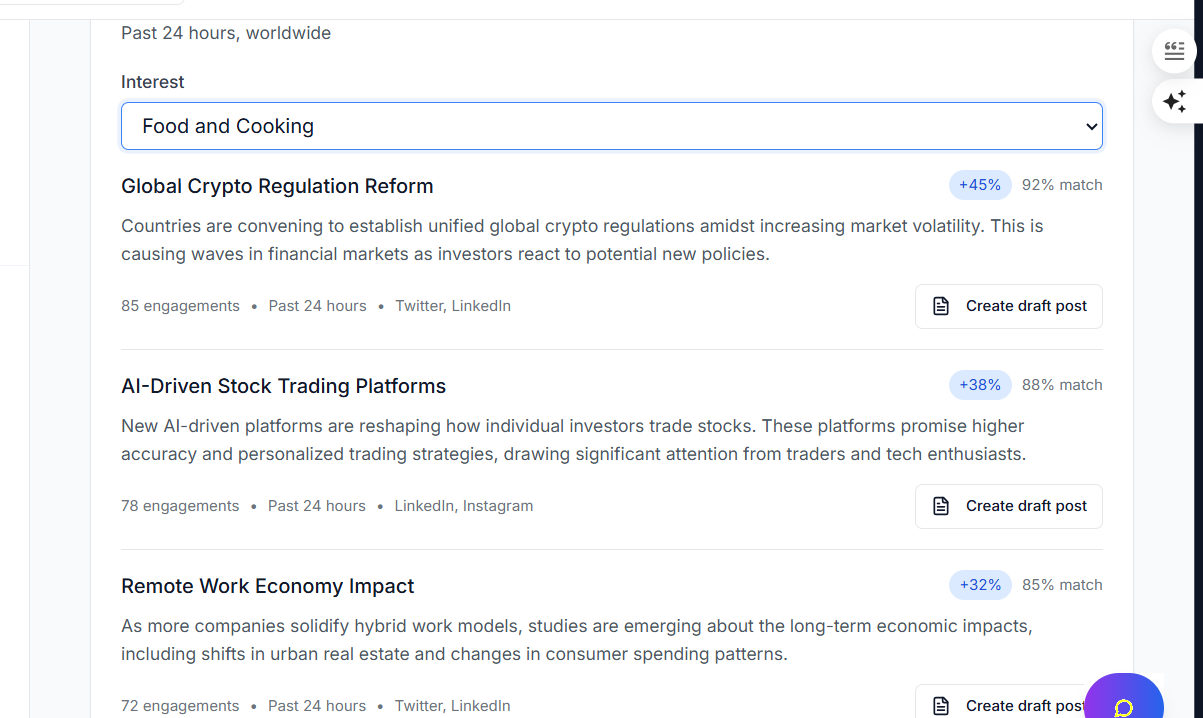 Past 24 hours, worldwide
Interest
Food and Cooking
Global Crypto Regulation Reform
+45% 92% match
Countries are convening to establish unified global crypto regulations amidst increasing market volatility. This is
causing waves in financial markets as investors react to potential new policies.
85 engagements • Past 24 hours • Twitter, LinkedIn
Create draft post
AI-Driven Stock Trading Platforms
+38% 88% match
New AI-driven platforms are reshaping how individual investors trade stocks. These platforms promise higher
accuracy and personalized trading strategies, drawing significant attention from traders and tech enthusiasts.
78 engagements • Past 24 hours • LinkedIn, Instagram
Create draft post
Remote Work Economy Impact
+32% 85% match
As more companies solidify hybrid work models, studies are emerging about the long-term economic impacts,
including shifts in urban real estate and changes in consumer spending patterns.
72 engagements • Past 24 hours • Twitter, LinkedIn
Create draft post